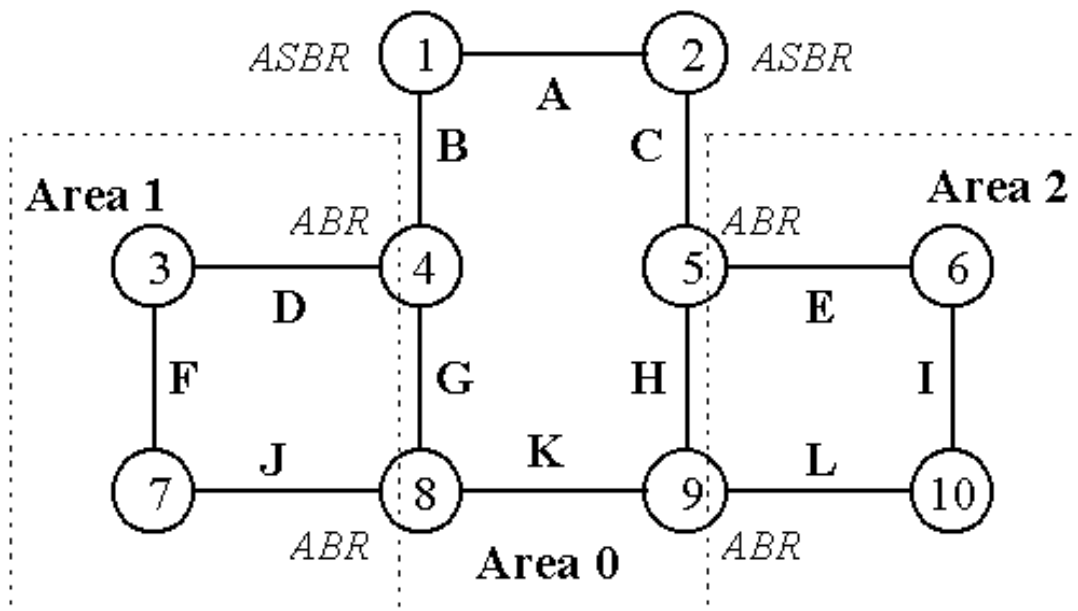 ASBR 1 2 ASBR
A
B C
Area 1 Area 2
ABR ABR
3 4 5 6
D E
F G H I
J K L
7 8 9 10
ABR Area 0 ABR